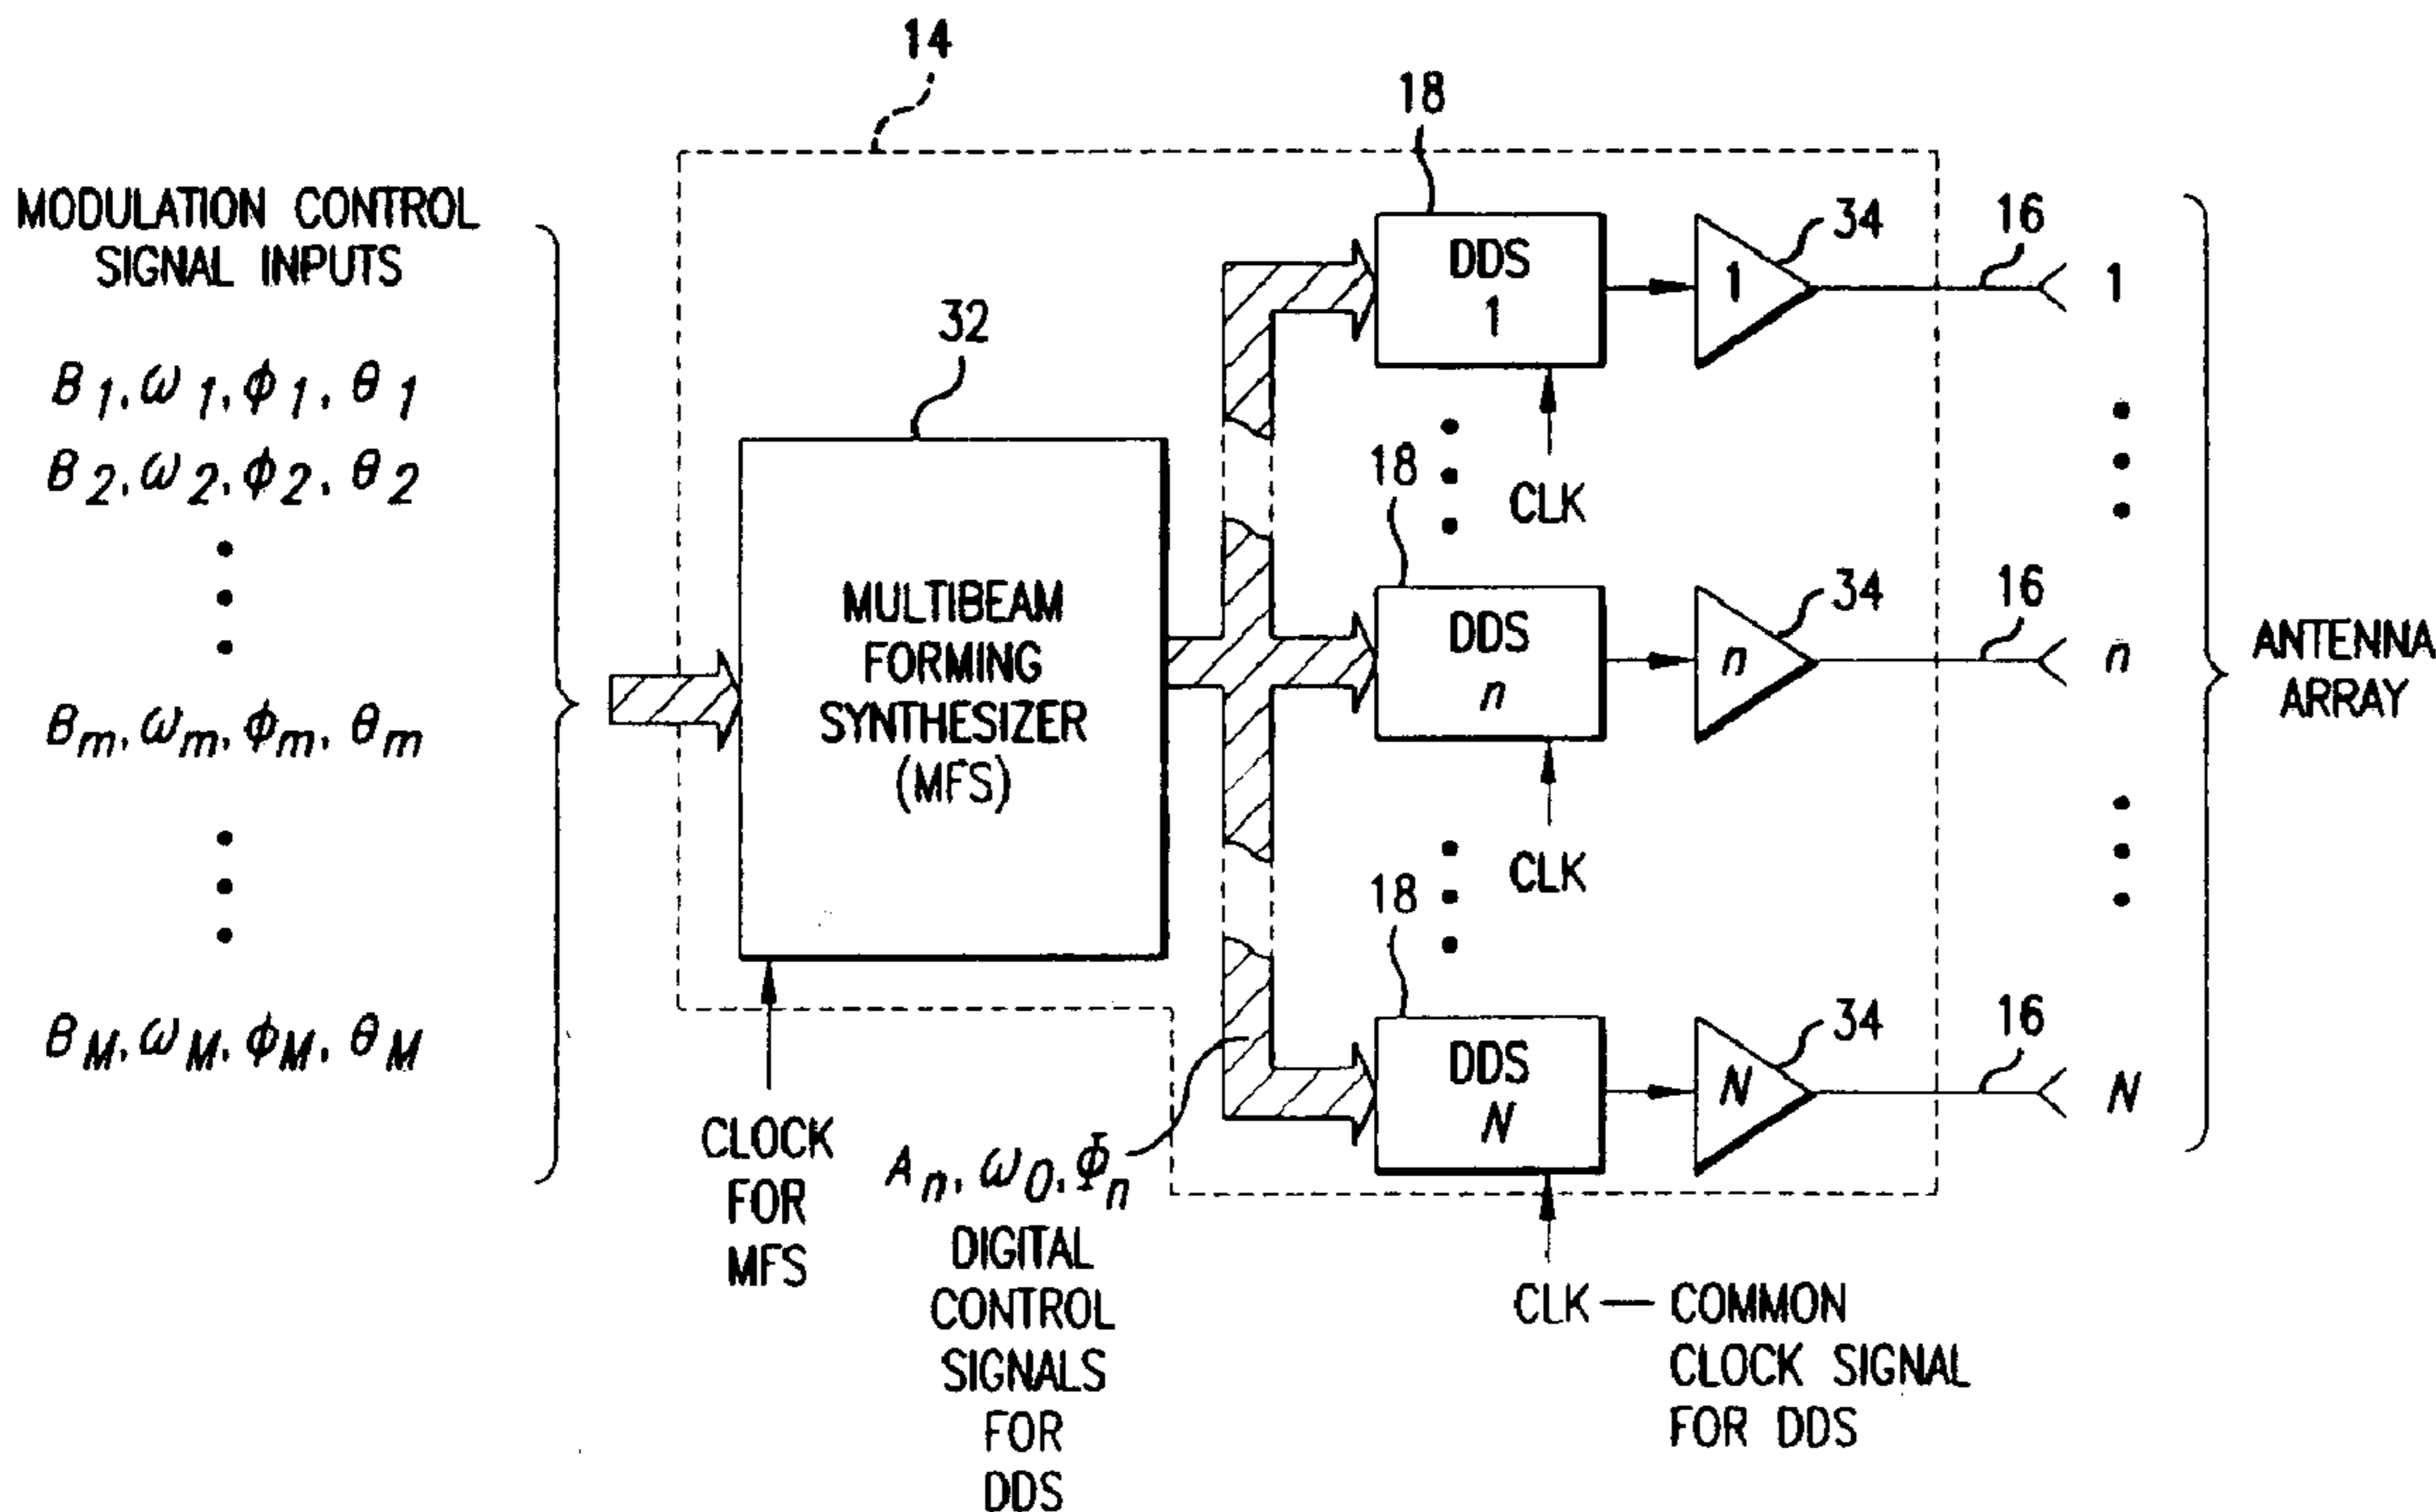 14
18
MODULATION CONTROL
SIGNAL INPUTS
B1, ω1, ϕ1, θ1
B2, ω2, ϕ2, θ2
Bm, ωm, ϕm, θm
BM, ωM, ϕM, θM
32
MULTIBEAM
FORMING
SYNTHESIZER
(MFS)
CLOCK
FOR
MFS
DDS
1
1
34
16
1
CLK
18
DDS
n
n
34
16
n
CLK
18
DDS
N
N
34
16
N
ANTENNA
ARRAY
An, ω0, Φn
DIGITAL
CONTROL
SIGNALS
FOR
DDS
CLK — COMMON
CLOCK SIGNAL
FOR DDS